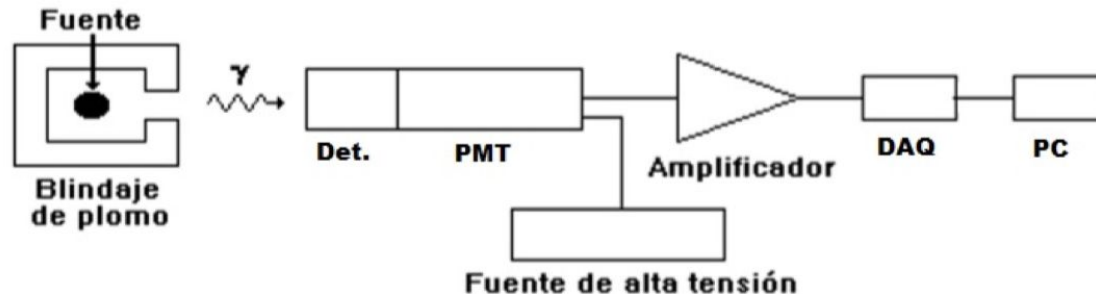 Fuente
γ
Det.
PMT
Amplificador
DAQ
PC
Blindaje
de plomo
Fuente de alta tensión